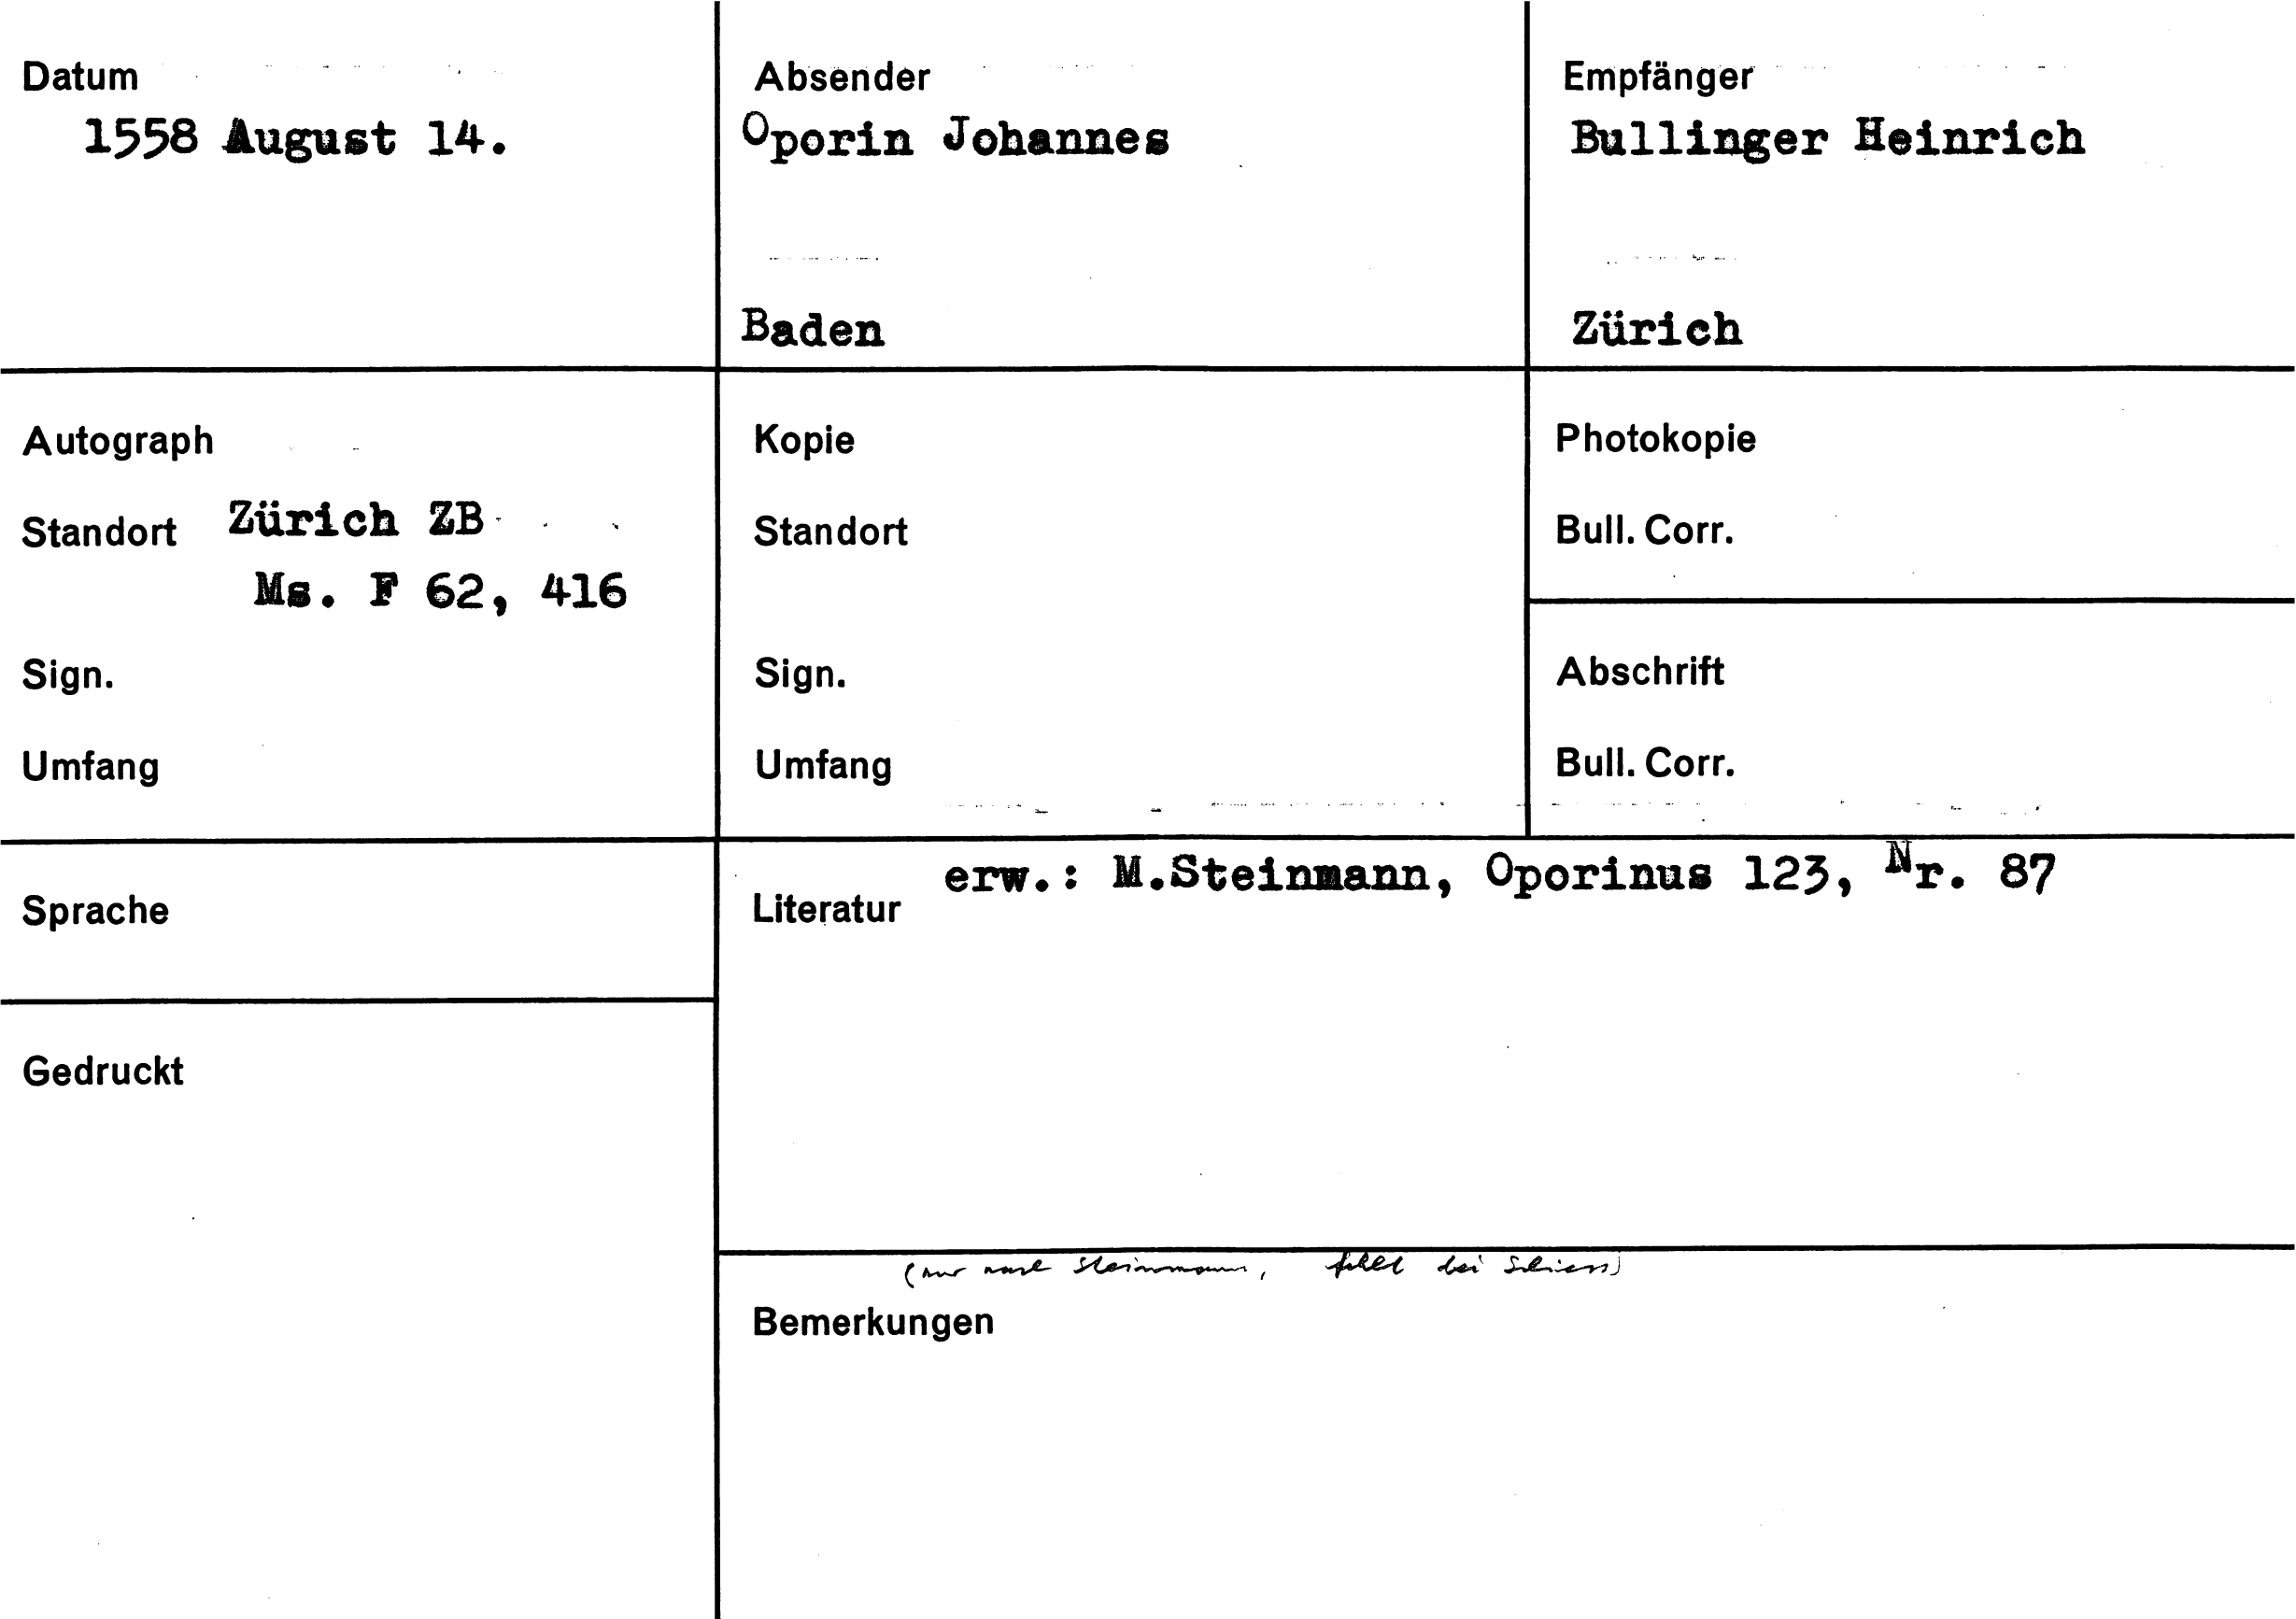 Datum
1558 August 14.
Absender
Oporin Johannes
Baden
Empfänger
Bullinger Heinrich
Zürich
Autograph
Standort Zürich ZB
Ms. F 62, 416
Sign.
Umfang
Kopie
Standort
Sign.
Umfang
Photokopie
Bull. Corr.
Abschrift
Bull. Corr.
Sprache
Gedruckt
erw.: M.Steinmann, Oporinus 123, Nr. 87
Literatur
(nur nach Steinmann, fehlt bei Schiess)
Bemerkungen